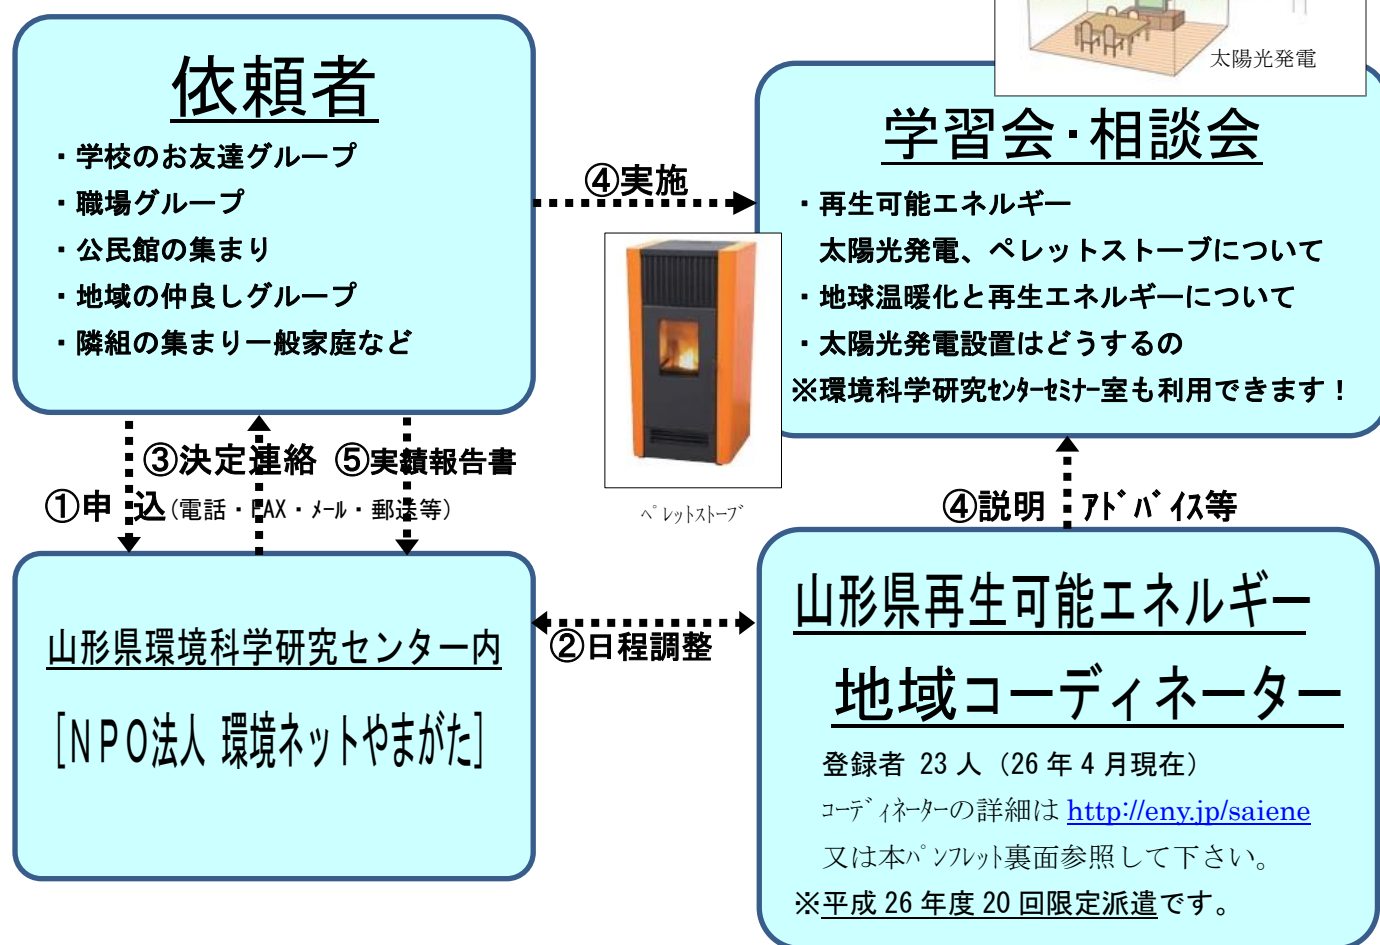 太陽光発電
依頼者
・学校のお友達グループ
・職場グループ
・公民館の集まり
・地域の仲良しグループ
・隣組の集まり一般家庭など
④実施
学習会・相談会
・再生可能エネルギー
太陽光発電、ペレットストーブについて
・地球温暖化と再生エネルギーについて
・太陽光発電設置はどうするの
※環境科学研究ｾﾝﾀｰｾﾐﾅｰ室も利用できます！
③決定連絡 ⑤実績報告書
①申 込(電話・FAX・ﾒｰﾙ・郵送等)
ﾍﾟﾚｯﾄｽﾄｰﾌﾞ
④説明 ｱﾄﾞﾊﾞｲｽ等
山形県環境科学研究センター内
[ＮＰＯ法人 環境ネットやまがた]
②日程調整
山形県再生可能エネルギー
地域コーディネーター
登録者 23 人（26 年 4 月現在）
ｺｰﾃﾞｨﾈｰﾀｰの詳細は http://eny.jp/saiene
又は本ﾊﾟﾝﾌﾚｯﾄ裏面参照して下さい。
※平成 26 年度 20 回限定派遣です。